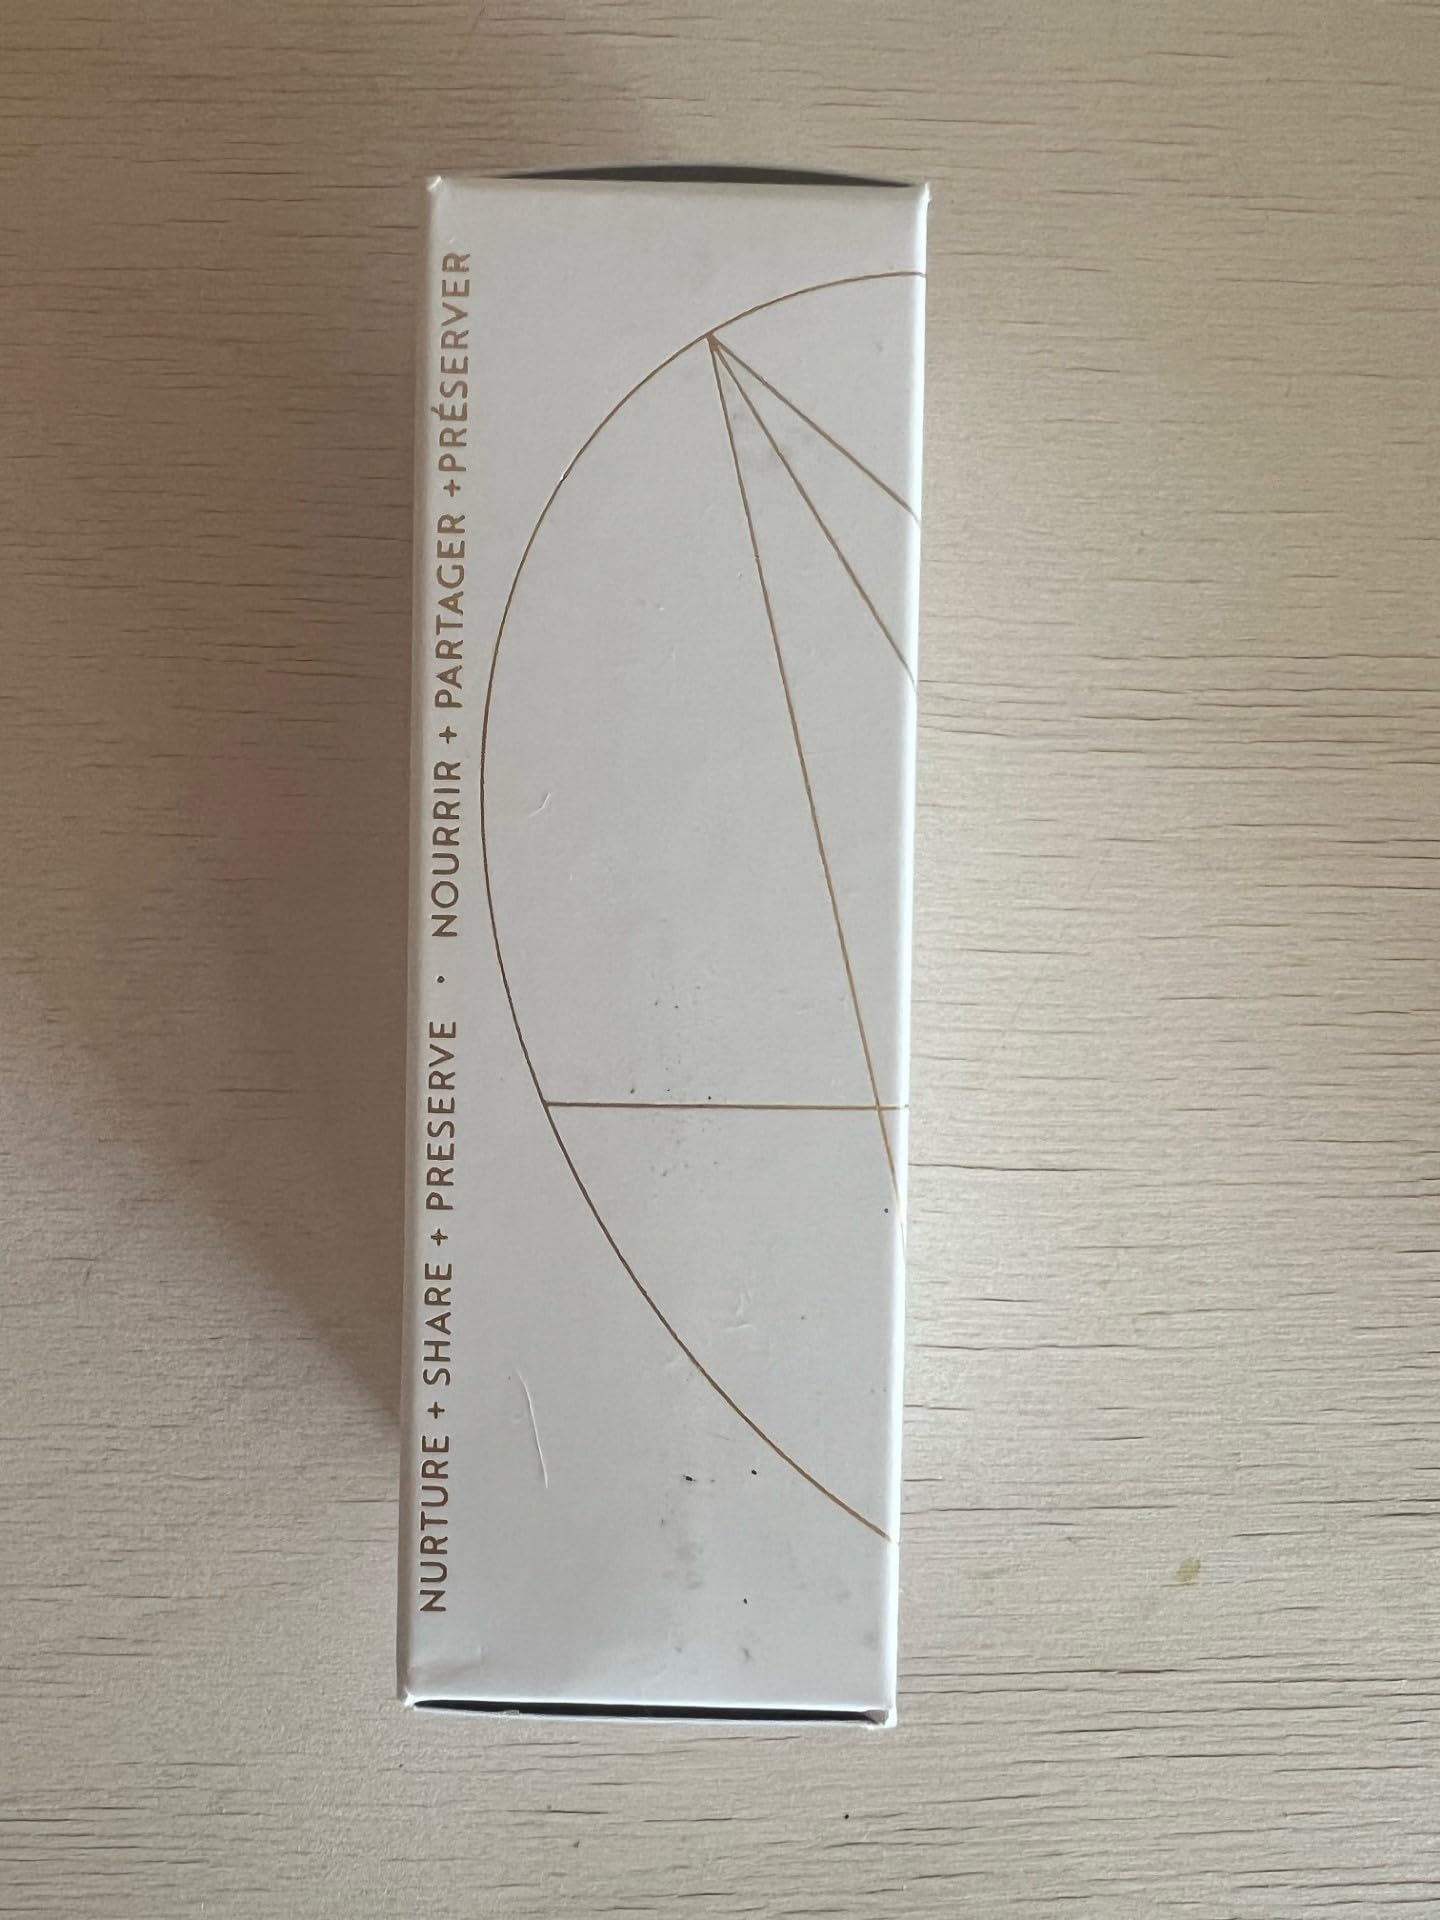 NURTURE + SHARE + PRESERVE • NOURRIR + PARTAGER +PRÉSERVER